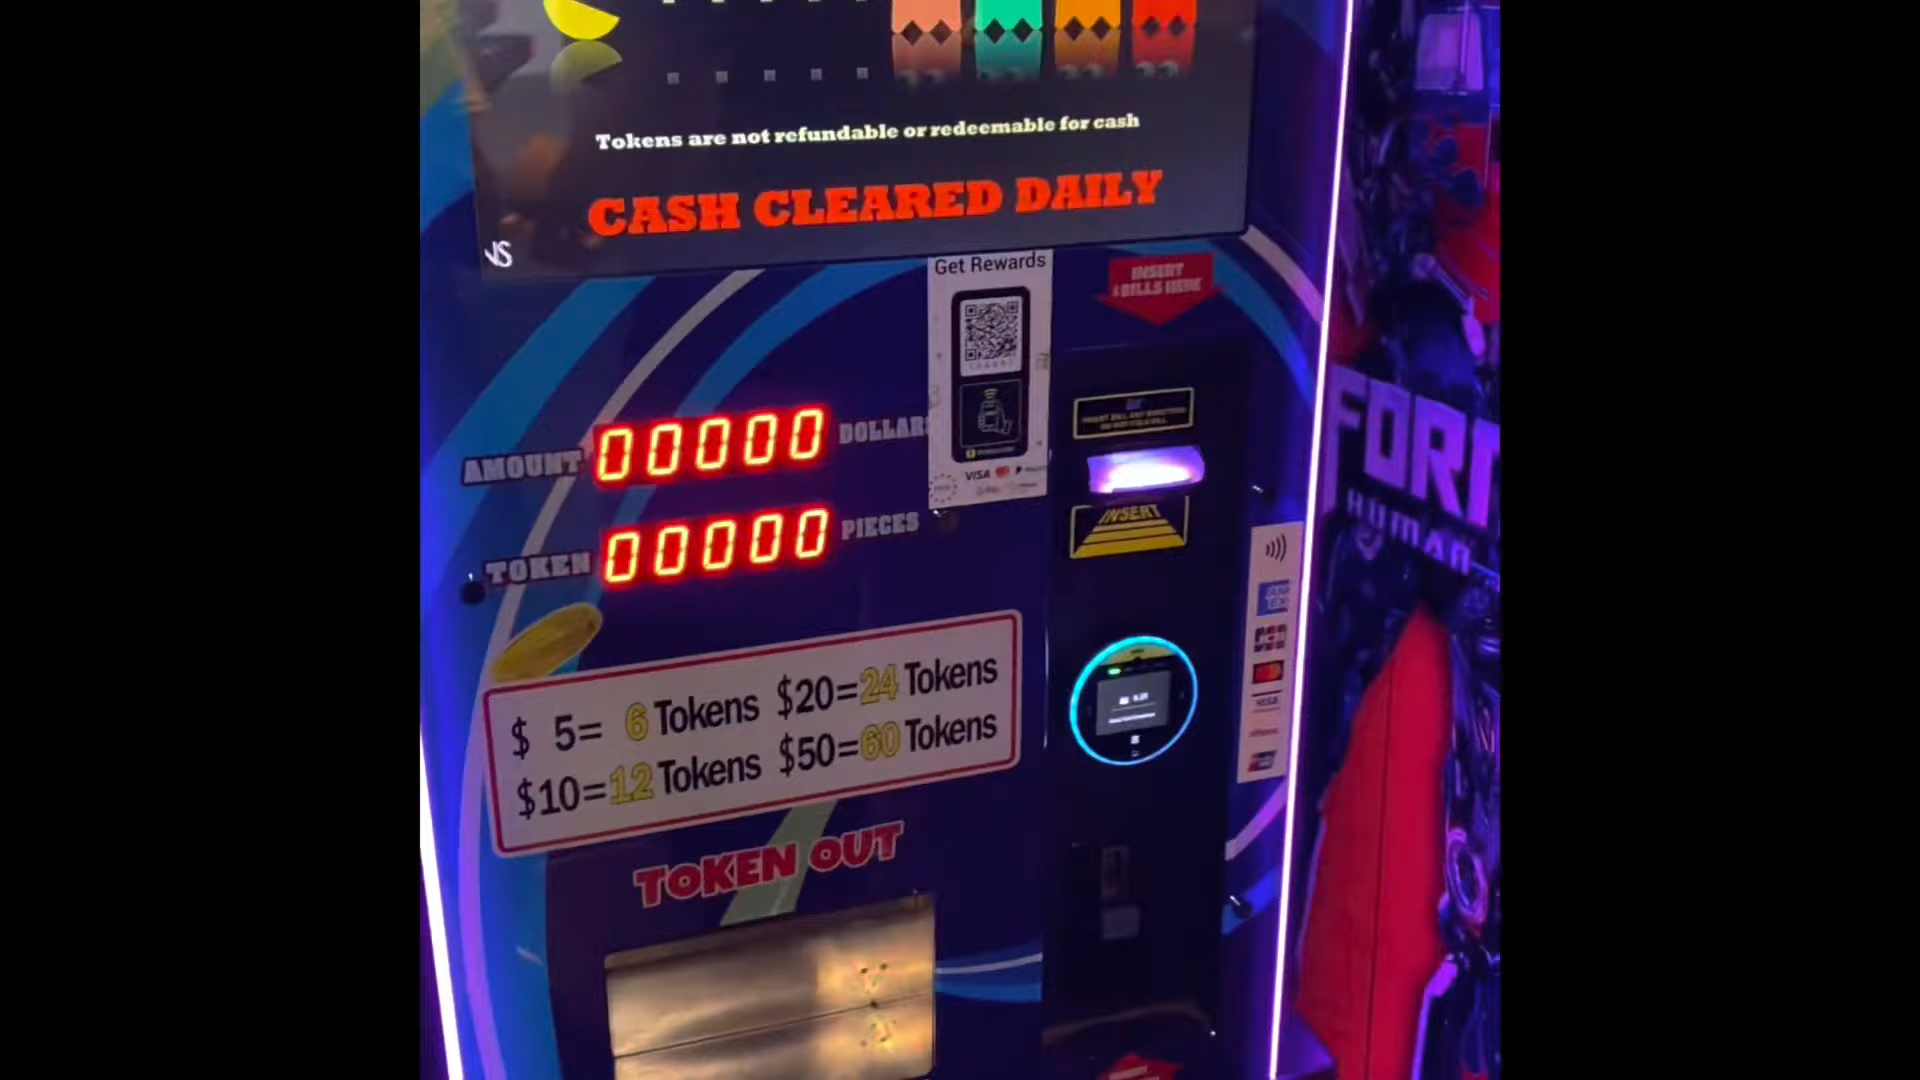 Tokens are not refundable or redeemable for cash
CASH CLEARED DAILY
Get Rewards
INSERT
$ BILLS HERE
AMOUNT 00000 DOLLARS
VISA
INSERT
TOKEN 00000 PIECES
$ 5= 6 Tokens $20=24 Tokens
$10=12 Tokens $50=60 Tokens
VISA
TOKEN OUT
HUMAN